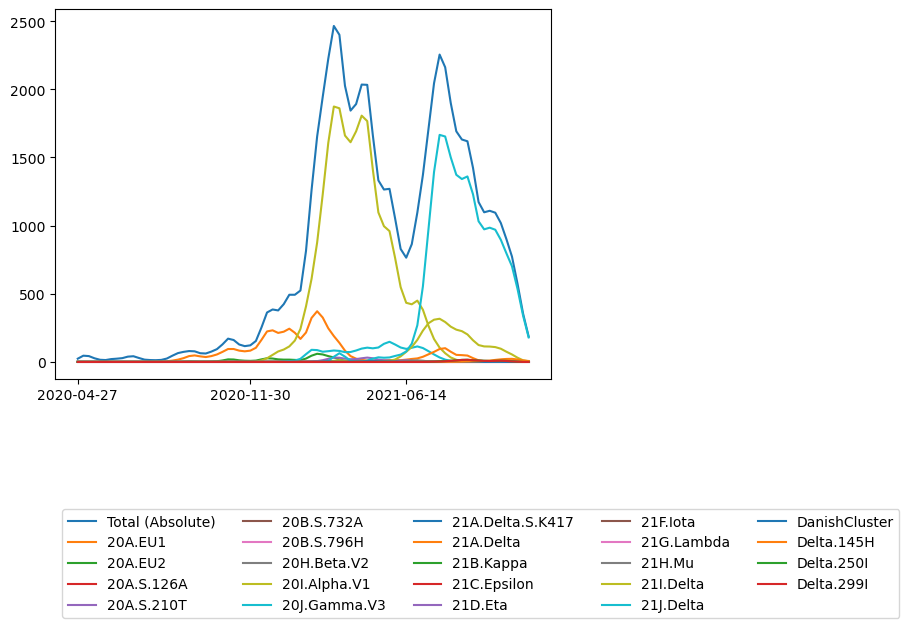 2500
2000
1500
1000
500
0
2020-04-27 2020-11-30 2021-06-14
Total (Absolute) 20B.S.732A 21A.Delta.S.K417 21F.Iota DanishCluster
20A.EU1 20B.S.796H 21A.Delta 21G.Lambda Delta.145H
20A.EU2 20H.Beta.V2 21B.Kappa 21H.Mu Delta.250I
20A.S.126A 20I.Alpha.V1 21C.Epsilon 21I.Delta Delta.299I
20A.S.210T 20J.Gamma.V3 21D.Eta 21J.Delta